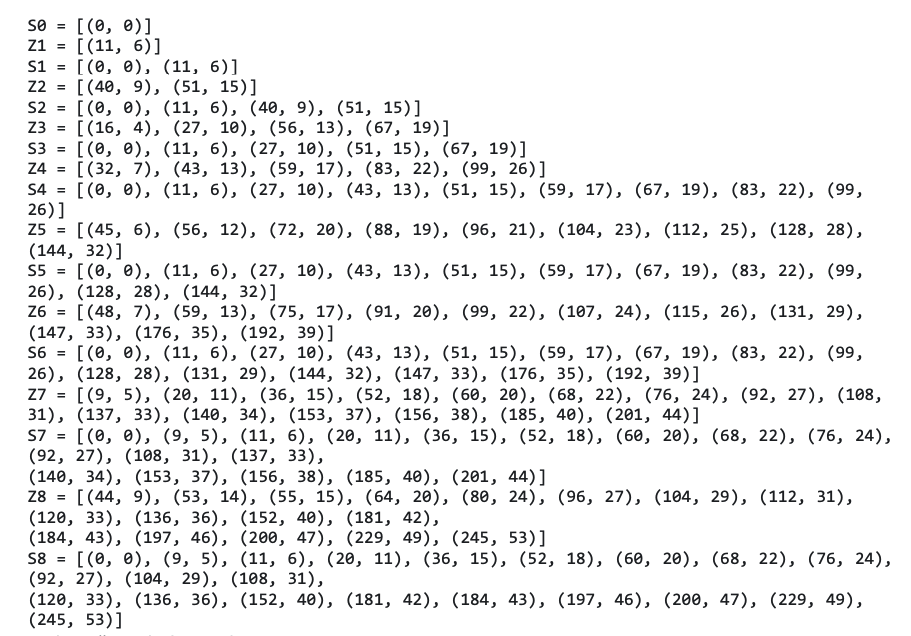 S0 = [(0, 0)]
Z1 = [(11, 6)]
S1 = [(0, 0), (11, 6)]
Z2 = [(40, 9), (51, 15)]
S2 = [(0, 0), (11, 6), (40, 9), (51, 15)]
Z3 = [(16, 4), (27, 10), (56, 13), (67, 19)]
S3 = [(0, 0), (11, 6), (27, 10), (51, 15), (67, 19)]
Z4 = [(32, 7), (43, 13), (59, 17), (83, 22), (99, 26)]
S4 = [(0, 0), (11, 6), (27, 10), (43, 13), (51, 15), (59, 17), (67, 19), (83, 22), (99,
26)]
Z5 = [(45, 6), (56, 12), (72, 20), (88, 19), (96, 21), (104, 23), (112, 25), (128, 28),
(144, 32)]
S5 = [(0, 0), (11, 6), (27, 10), (43, 13), (51, 15), (59, 17), (67, 19), (83, 22), (99,
26), (128, 28), (144, 32)]
Z6 = [(48, 7), (59, 13), (75, 17), (91, 20), (99, 22), (107, 24), (115, 26), (131, 29),
(147, 33), (176, 35), (192, 39)]
S6 = [(0, 0), (11, 6), (27, 10), (43, 13), (51, 15), (59, 17), (67, 19), (83, 22), (99,
26), (128, 28), (131, 29), (144, 32), (147, 33), (176, 35), (192, 39)]
Z7 = [(9, 5), (20, 11), (36, 15), (52, 18), (60, 20), (68, 22), (76, 24), (92, 27), (108,
31), (137, 33), (140, 34), (153, 37), (156, 38), (185, 40), (201, 44)]
S7 = [(0, 0), (9, 5), (11, 6), (20, 11), (36, 15), (52, 18), (60, 20), (68, 22), (76, 24),
(92, 27), (108, 31), (137, 33),
(140, 34), (153, 37), (156, 38), (185, 40), (201, 44)]
Z8 = [(44, 9), (53, 14), (55, 15), (64, 20), (80, 24), (96, 27), (104, 29), (112, 31),
(120, 33), (136, 36), (152, 40), (181, 42),
(184, 43), (197, 46), (200, 47), (229, 49), (245, 53)]
S8 = [(0, 0), (9, 5), (11, 6), (20, 11), (36, 15), (52, 18), (60, 20), (68, 22), (76, 24),
(92, 27), (104, 29), (108, 31),
(120, 33), (136, 36), (152, 40), (181, 42), (184, 43), (197, 46), (200, 47), (229, 49),
(245, 53)]